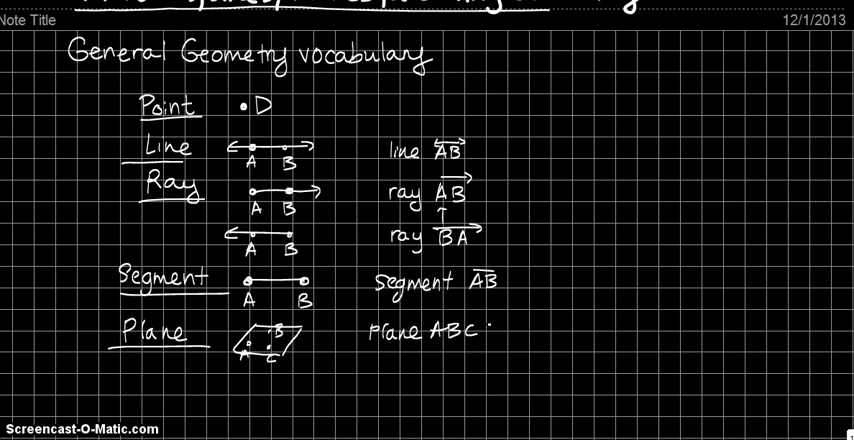 Note Title 12/1/2013
General Geometry vocabulary
Point D
Line A B line AB
Ray A B ray AB
A B ray BA
Segment A B segment AB
Plane A B C plane ABC
Screencast-O-Matic.com